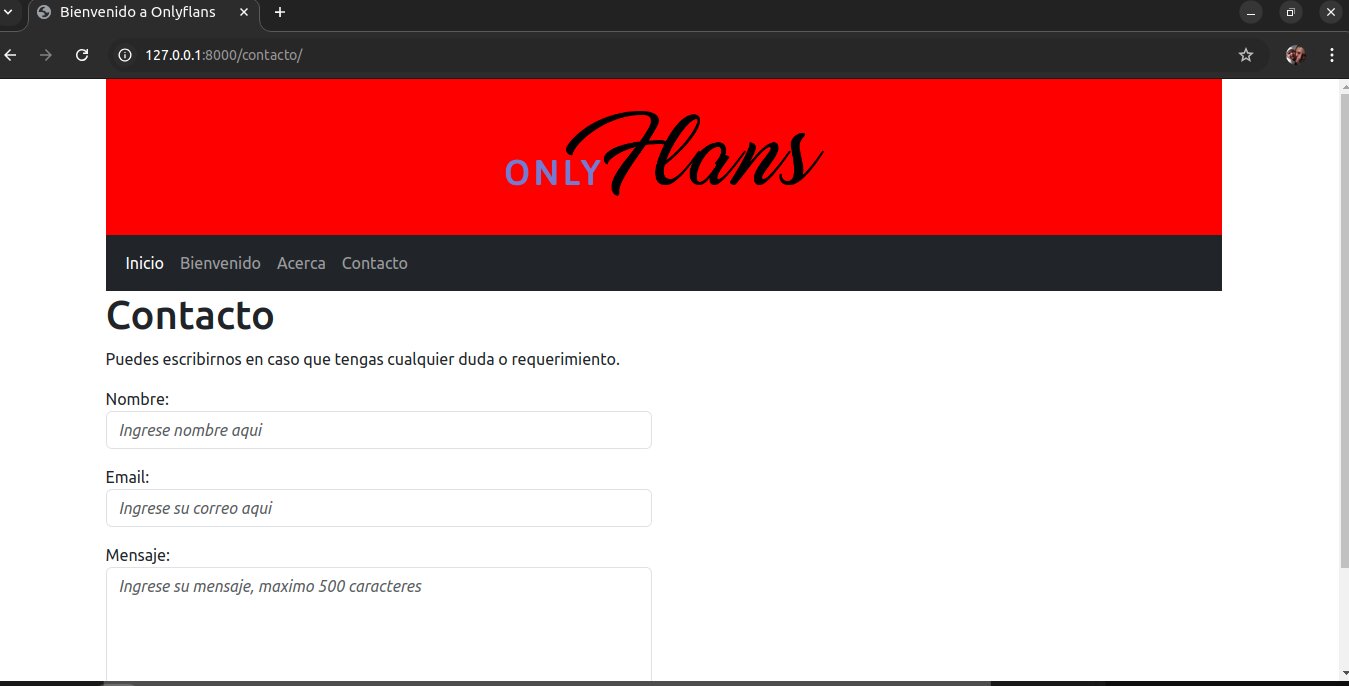 Bienvenido a Onlyflans
127.0.0.1:8000/contacto/
ONLY Flans
Inicio Bienvenido Acerca Contacto
Contacto
Puedes escribirnos en caso que tengas cualquier duda o requerimiento.
Nombre:
Ingrese nombre aqui
Email:
Ingrese su correo aqui
Mensaje:
Ingrese su mensaje, maximo 500 caracteres